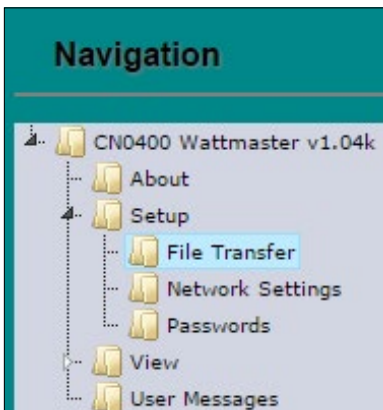 Navigation
CN0400 Wattmaster v1.04k
About
Setup
File Transfer
Network Settings
Passwords
View
User Messages